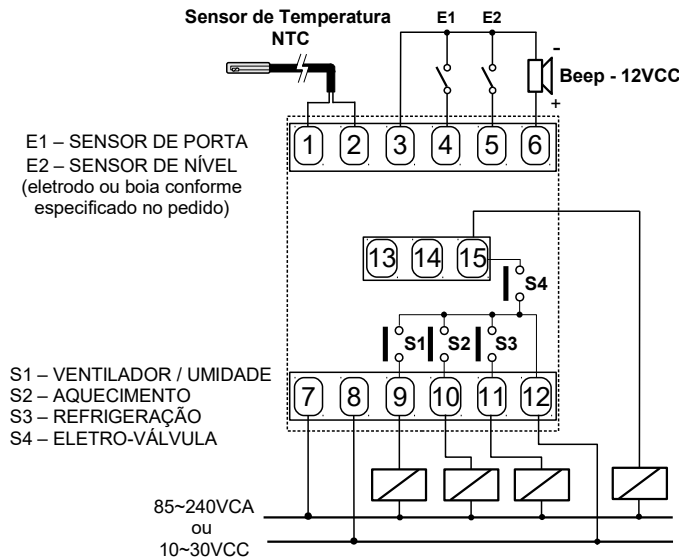 Sensor de Temperatura
NTC
E1 E2
-
Beep - 12VCC
+
E1 – SENSOR DE PORTA
E2 – SENSOR DE NÍVEL
(eletrodo ou boia conforme
especificado no pedido)
1 2 3 4 5 6
13 14 15
S4
S1 S2 S3
S1 – VENTILADOR / UMIDADE
S2 – AQUECIMENTO
S3 – REFRIGERAÇÃO
S4 – ELETRO-VÁLVULA
7 8 9 10 11 12
85~240VCA
ou
10~30VCC